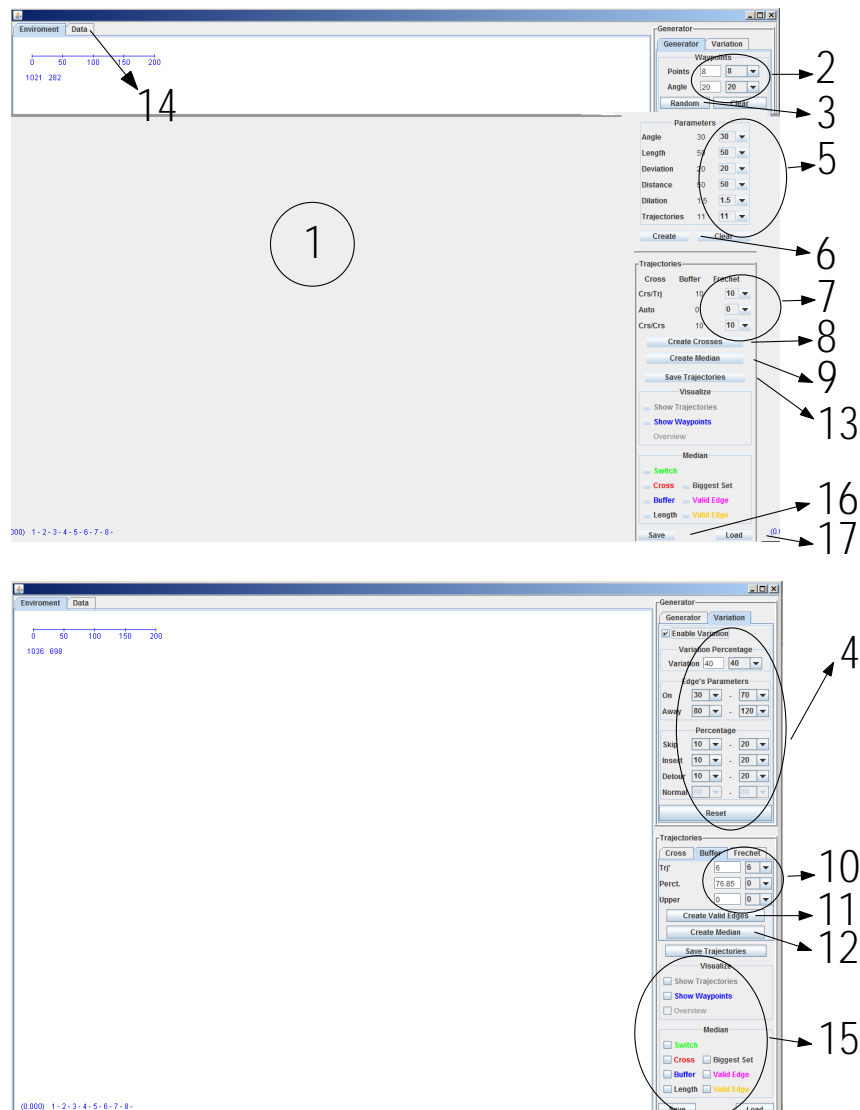 Enviroment Data
Generator
Generator Variation
0 50 100 150 200
1021 282
Waypoints
Points 8 8
Angle 20 20
Random Clear
2
3
14
Parameters
Angle 30 30
Length 50 50
Deviation 20 20
Distance 50 50
Dilation 1.5 1.5
Trajectories 11 11
Create Clear
5
6
1
Trajectories
Cross Buffer Frechet
Crs/Trj 10 10
Auto 0 0
Crs/Crs 10 10
Create Crosses
Create Median
Save Trajectories
7
8
9
13
Visualize
Show Trajectories
Show Waypoints
Overview
Median
Switch
Cross Biggest Set
Buffer Valid Edge
Length Valid Edge
Save Load
16
17
000) 1 - 2 - 3 - 4 - 5 - 6 - 7 - 8 -
(0.
Enviroment Data
Generator
Generator Variation
0 50 100 150 200
1036 698
Enable Variation
Variation Percentage
Variation 40 40
Edge's Parameters
On 30 - 70
Away 80 - 120
Percentage
Skip 10 - 20
Insert 10 - 20
Detour 10 - 20
Normal - 
Reset
4
Trajectories
Cross Buffer Frechet
Trj' 6 6
Perct. 76.85 0
Upper 0 0
Create Valid Edges
Create Median
Save Trajectories
10
11
12
Visualize
Show Trajectories
Show Waypoints
Overview
Median
Switch
Cross Biggest Set
Buffer Valid Edge
Length Valid Edge
Save Load
15
(0.000) 1 - 2 - 3 - 4 - 5 - 6 - 7 - 8 -